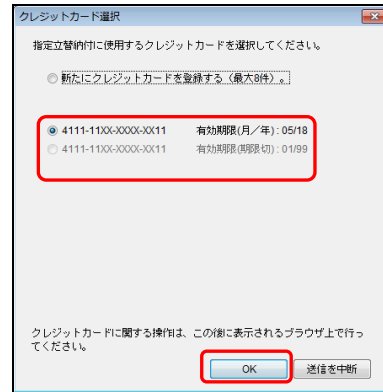 クレジットカード選択
指定立替納付に使用するクレジットカードを選択してください。
新たにクレジットカードを登録する（最大8件）。
4111-11XX-XXXX-XX11 有効期限(月／年)：05/18
4111-11XX-XXXX-XX11 有効期限(期限切)：01/99
クレジットカードに関する操作は、この後に表示されるブラウザ上で行っ
てください。
OK 送信を中断